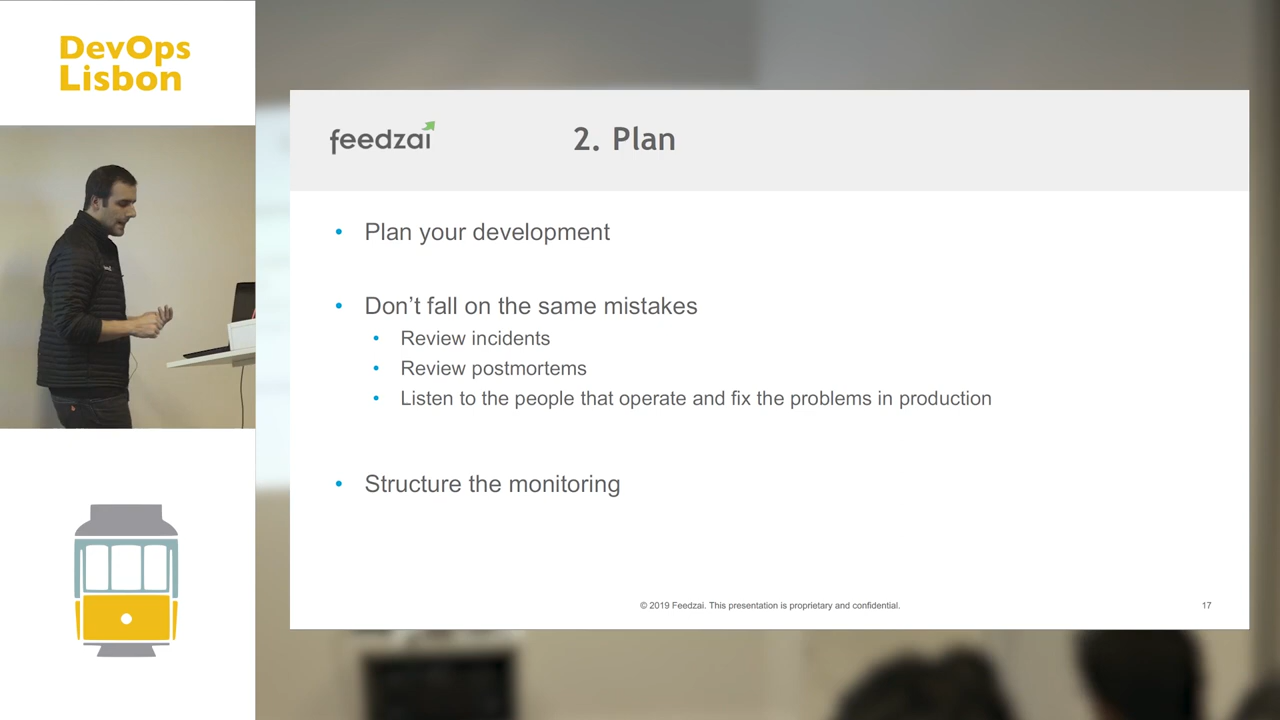 DevOps
Lisbon
feedzai
2. Plan
• Plan your development
• Don’t fall on the same mistakes
• Review incidents
• Review postmortems
• Listen to the people that operate and fix the problems in production
• Structure the monitoring
© 2019 Feedzai. This presentation is proprietary and confidential.
17